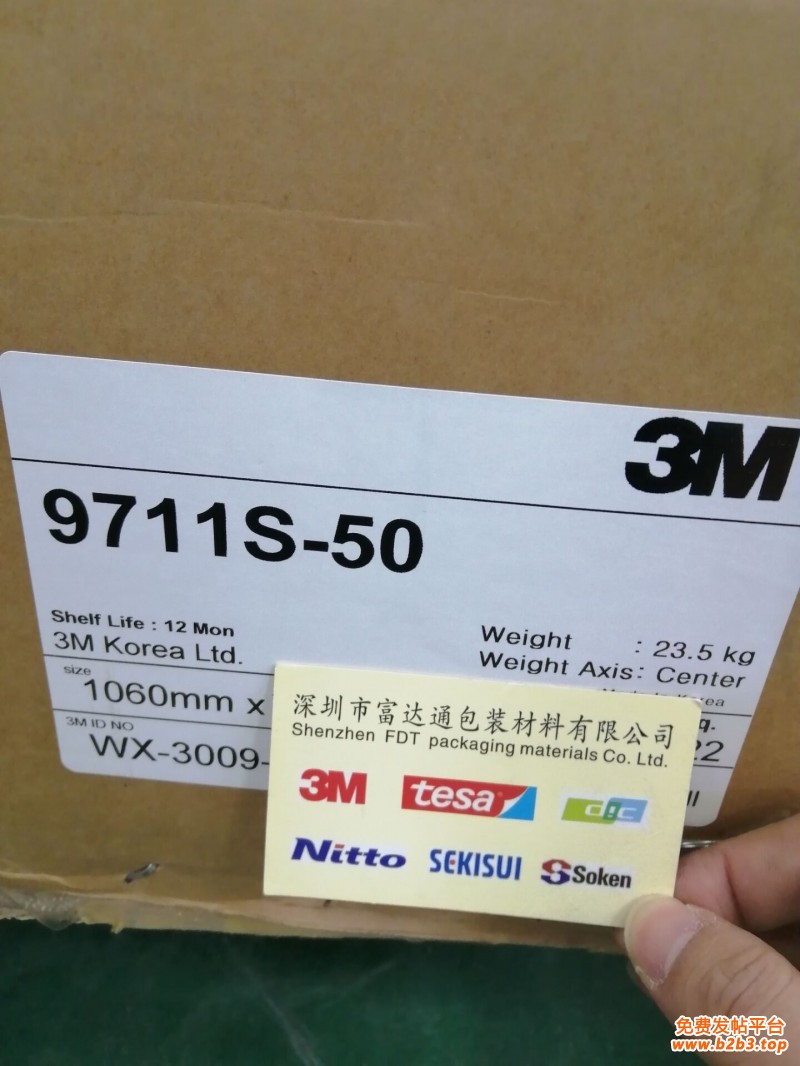 3M
9711S-50
Shelf Life : 12 Mon
3M Korea Ltd.
Weight : 23.5 kg
Weight Axis: Center
Korea
size
1060mm x
q.
3M ID NO
WX-3009-
22
深圳市富达通包装材料有限公司
Shenzhen FDT packaging materials Co. Ltd.
3M tesa dic
Nitto SEKISUI Soken
免费发帖平台
www.b2b3.top